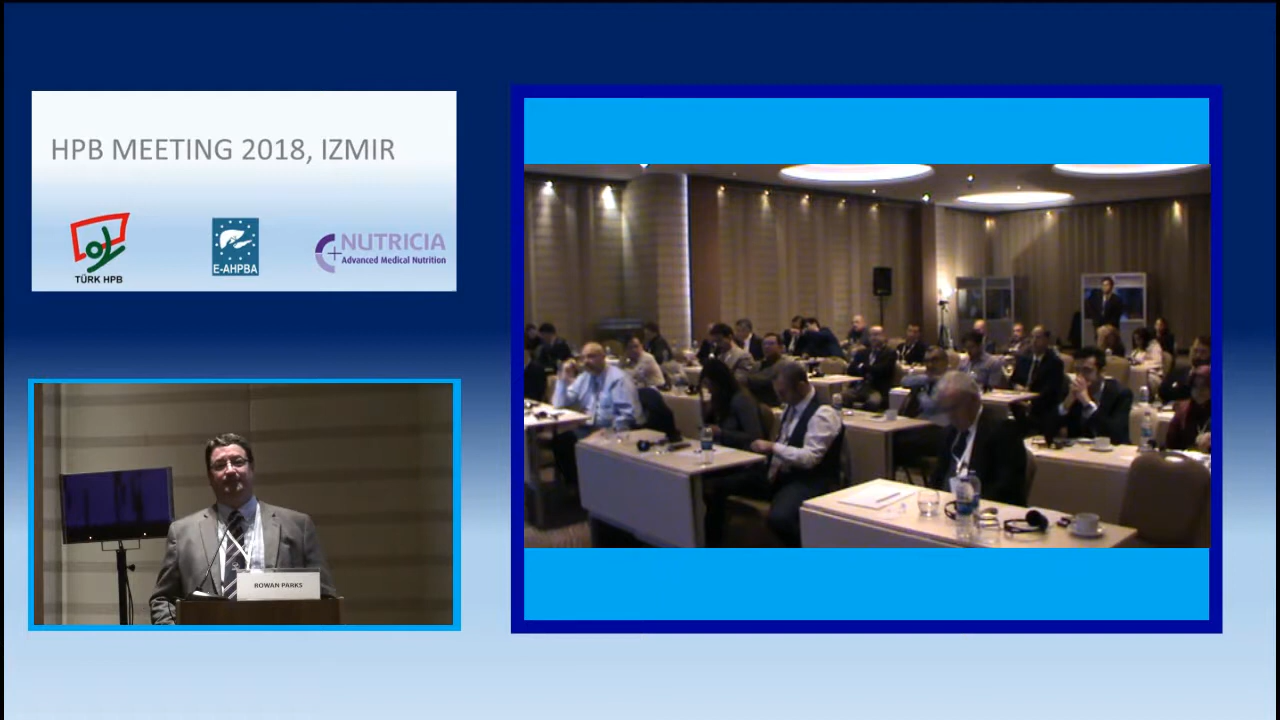 HPB MEETING 2018, IZMIR
TÜRK HPB
E-AHPBA
NUTRICIA
Advanced Medical Nutrition
ROWAN PARKS